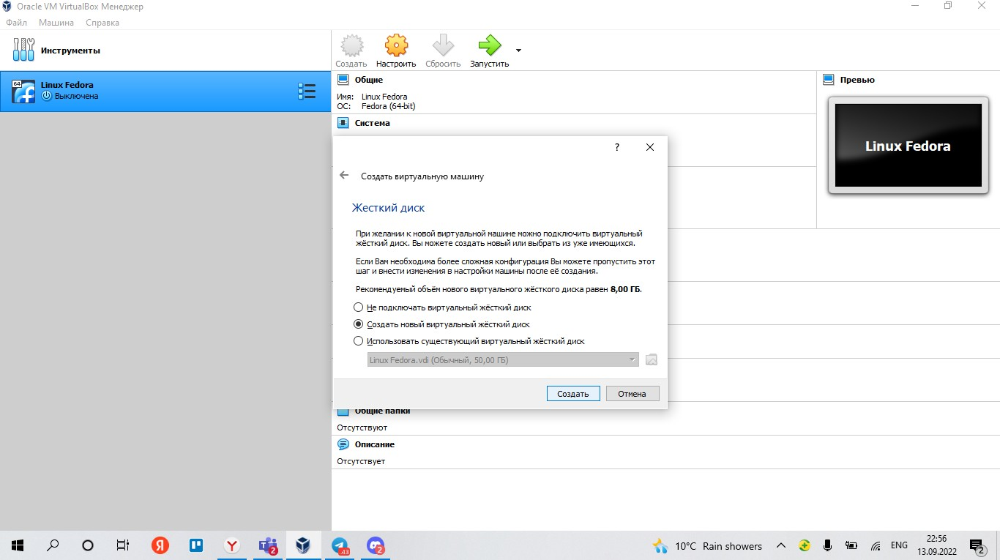 Oracle VM VirtualBox Менеджер
Файл Машина Справка
Инструменты
Создать Настроить Сбросить Запустить
64
Linux Fedora
Выключена
Общие
Имя: Linux Fedora
ОС: Fedora (64-bit)
Система
Превью
Linux Fedora
?
Создать виртуальную машину
Жесткий диск
При желании к новой виртуальной машине можно подключить виртуальный
жёсткий диск. Вы можете создать новый или выбрать из уже имеющихся.
Если Вам необходима более сложная конфигурация Вы можете пропустить этот
шаг и внести изменения в настройки машины после её создания.
Рекомендуемый объём нового виртуального жёсткого диска равен 8,00 ГБ.
Не подключать виртуальный жёсткий диск
Создать новый виртуальный жёсткий диск
Использовать существующий виртуальный жёсткий диск
Linux Fedora.vdi (Обычный, 50,00 ГБ)
Создать Отмена
Общие папки
Отсутствуют
Описание
Отсутствует
Я Y 2 43 2
10°C Rain showers ENG 22:56
13.09.2022 2